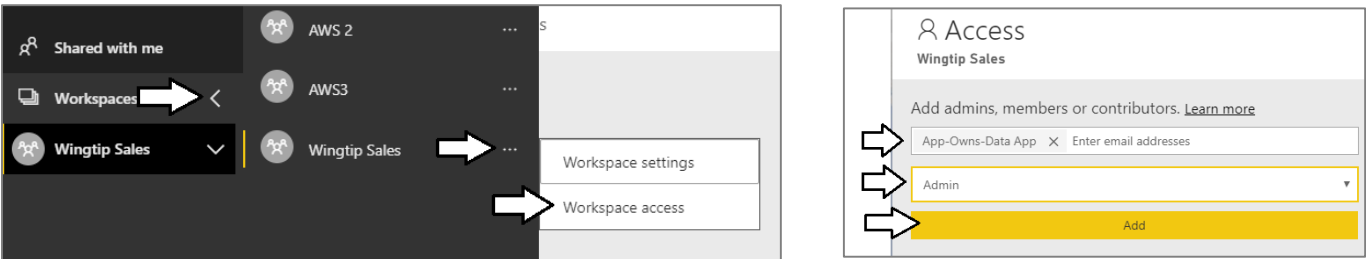 Shared with me
Workspaces
Wingtip Sales
AWS 2 ...
AWS3 ...
Wingtip Sales ...
s
Workspace settings
Workspace access
Access
Wingtip Sales
Add admins, members or contributors. Learn more
App-Owns-Data App × Enter email addresses
Admin
Add